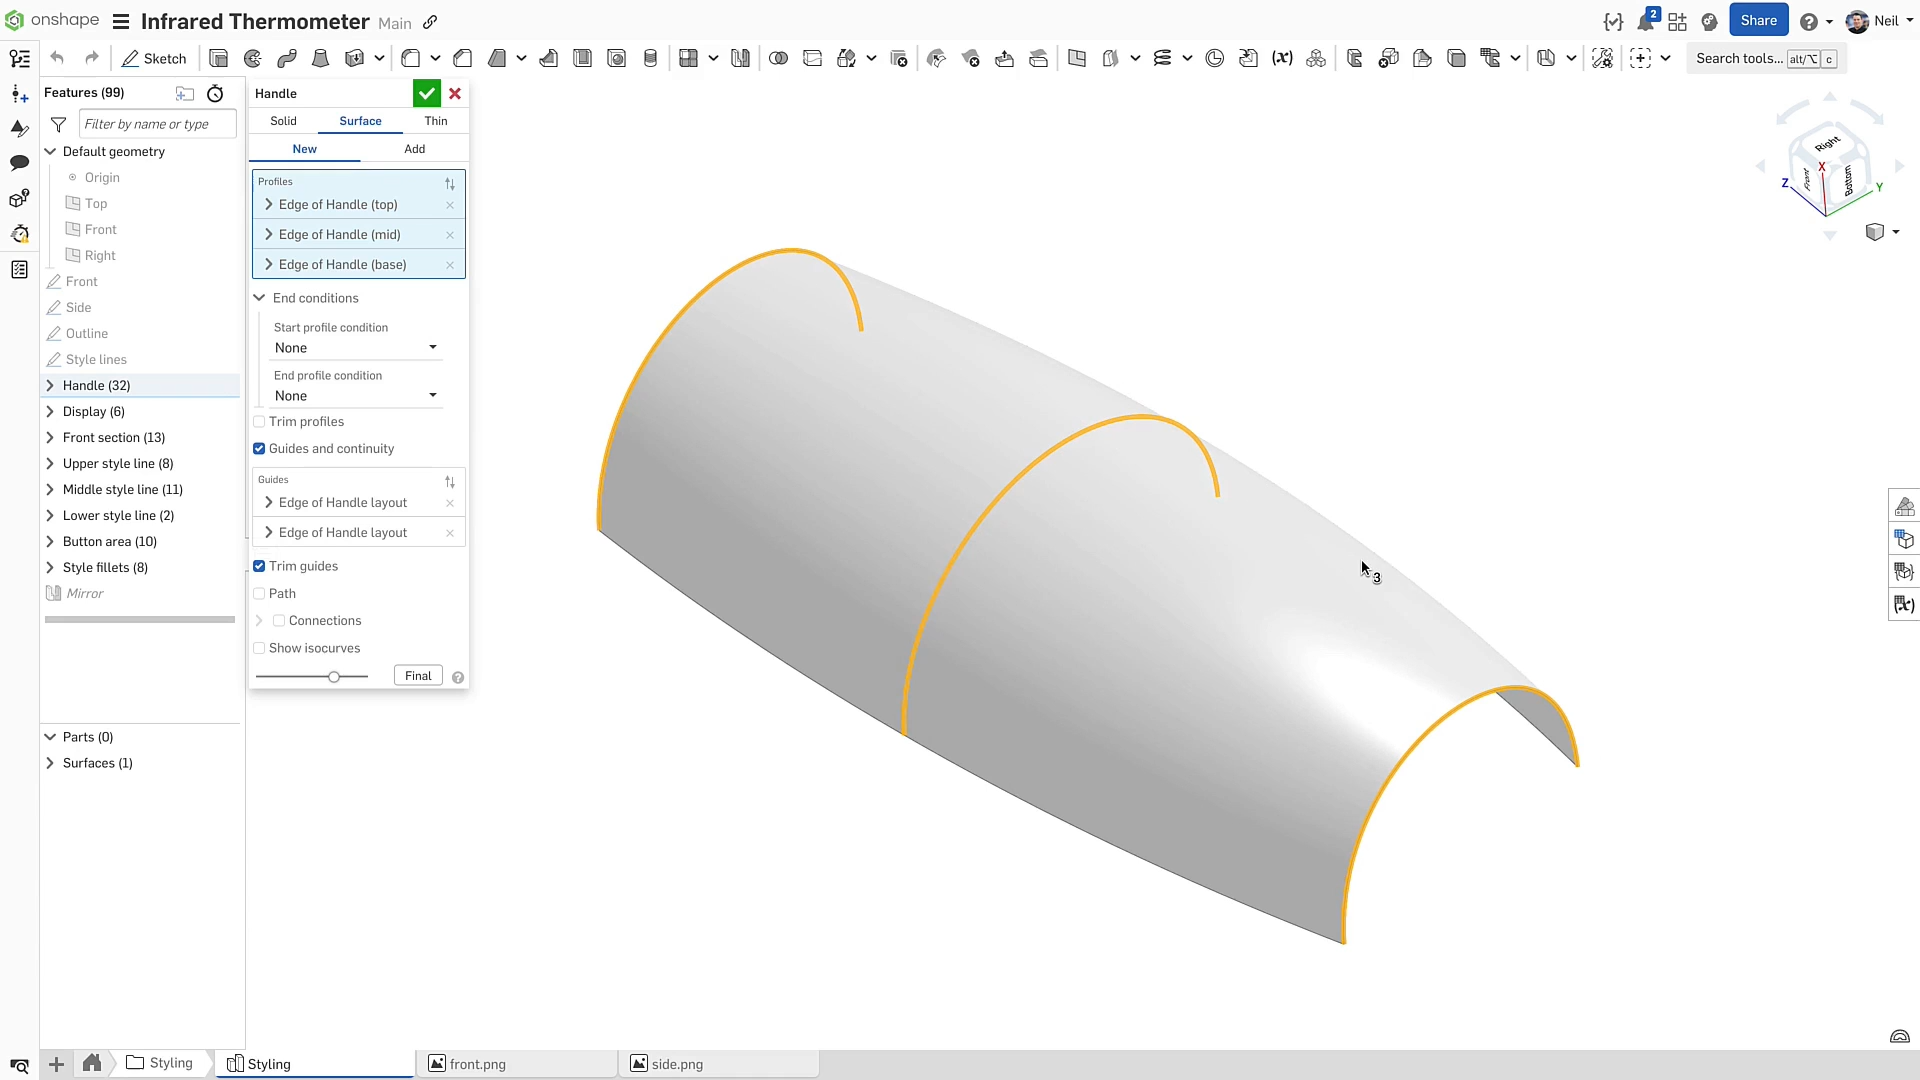 onshape Infrared Thermometer Main 2 Share Neil
Sketch (x) Search tools... alt/⌥ c
Features (99)
Filter by name or type
Default geometry
Origin
Top
Front
Right
Front
Side
Outline
Style lines
Handle (32)
Display (6)
Front section (13)
Upper style line (8)
Middle style line (11)
Lower style line (2)
Button area (10)
Style fillets (8)
Mirror
Parts (0)
Surfaces (1)
Handle
Solid Surface Thin
New Add
Profiles
Edge of Handle (top)
Edge of Handle (mid)
Edge of Handle (base)
End conditions
Start profile condition
None
End profile condition
None
Trim profiles
Guides and continuity
Guides
Edge of Handle layout
Edge of Handle layout
Trim guides
Path
Connections
Show isocurves
Final
3
Right
Front
Bottom
X
Z
Y
(x)
Styling Styling front.png side.png